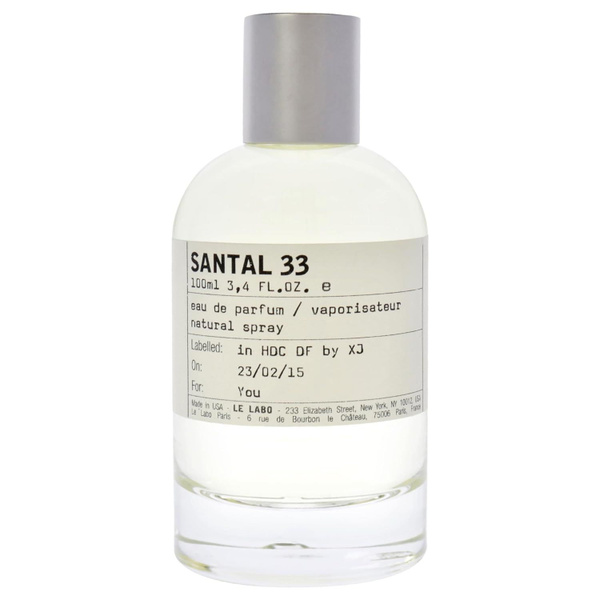 SANTAL 33
100ml 3,4 FL.OZ. e
eau de parfum / vaporisateur
natural spray
Labelled: in HDC DF by XJ
On: 23/02/15
For: You
Made in USA - LE LABO - 233 Elizabeth Street, New York, NY 10012, USA
Le Labo Paris - 6 rue de Bourbon le Château, 75006 Paris, France